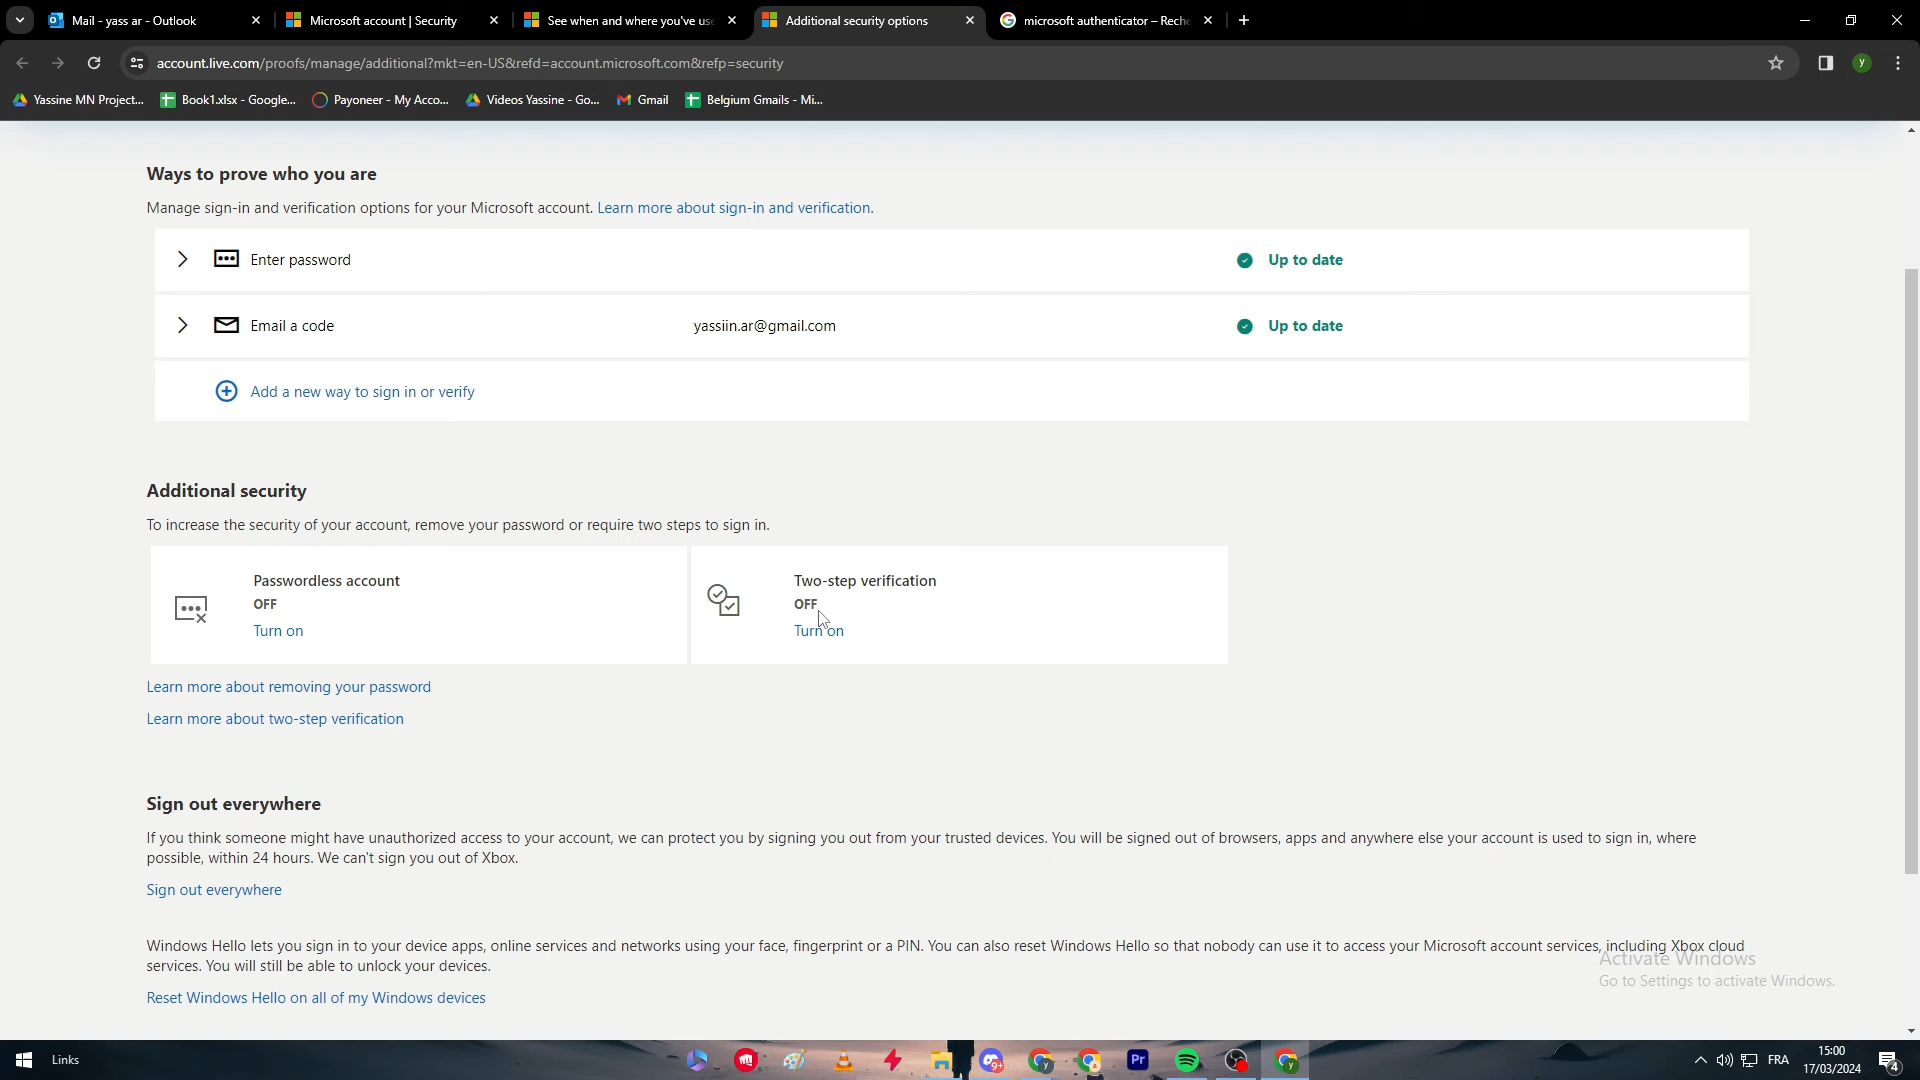 Mail - yass ar - Outlook
Microsoft account | Security
See when and where you've use
Additional security options
microsoft authenticator – Reche
account.live.com/proofs/manage/additional?mkt=en-US&refd=account.microsoft.com&refp=security
y
Yassine MN Project...
Book1.xlsx - Google...
Payoneer - My Acco...
Videos Yassine - Go...
Gmail
Belgium Gmails - Mi...
Ways to prove who you are
Manage sign-in and verification options for your Microsoft account. Learn more about sign-in and verification.
Enter password
Up to date
Email a code
yassiin.ar@gmail.com
Up to date
Add a new way to sign in or verify
Additional security
To increase the security of your account, remove your password or require two steps to sign in.
Passwordless account
OFF
Turn on
Two-step verification
OFF
Turn on
Learn more about removing your password
Learn more about two-step verification
Sign out everywhere
If you think someone might have unauthorized access to your account, we can protect you by signing you out from your trusted devices. You will be signed out of browsers, apps and anywhere else your account is used to sign in, where
possible, within 24 hours. We can't sign you out of Xbox.
Sign out everywhere
Windows Hello lets you sign in to your device apps, online services and networks using your face, fingerprint or a PIN. You can also reset Windows Hello so that nobody can use it to access your Microsoft account services, including Xbox cloud
services. You will still be able to unlock your devices.
Activate Windows
Go to Settings to activate Windows.
Reset Windows Hello on all of my Windows devices
Links
Pr
FRA
15:00
17/03/2024
4